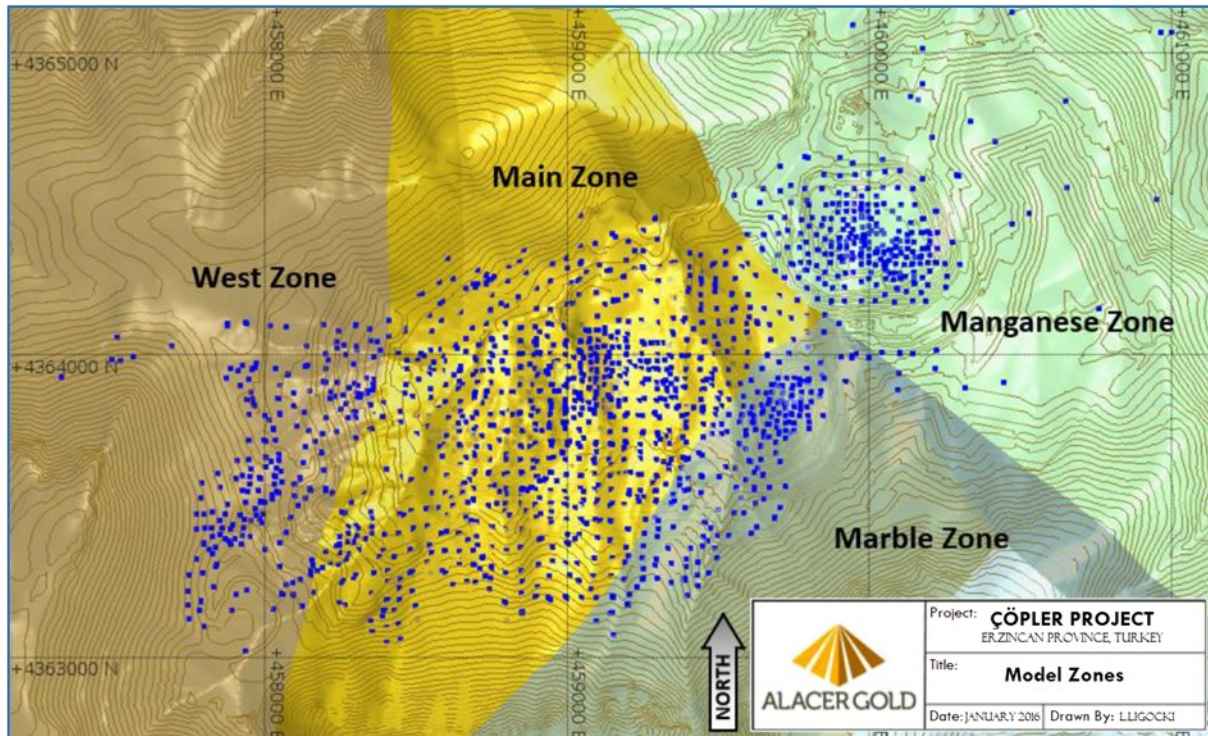 +4365000 N
+458000 E
+459000 E
+460000 E
+461000 E
Main Zone
West Zone
Manganese Zone
+4364000 N
Marble Zone
+4363000 N
+458000 E
+459000 E
NORTH
ALACER GOLD
Project: ÇÖPLER PROJECT
ERZINCAN PROVINCE, TURKEY
Title: Model Zones
Date: JANUARY 2016
Drawn By: L.LIGOCKI